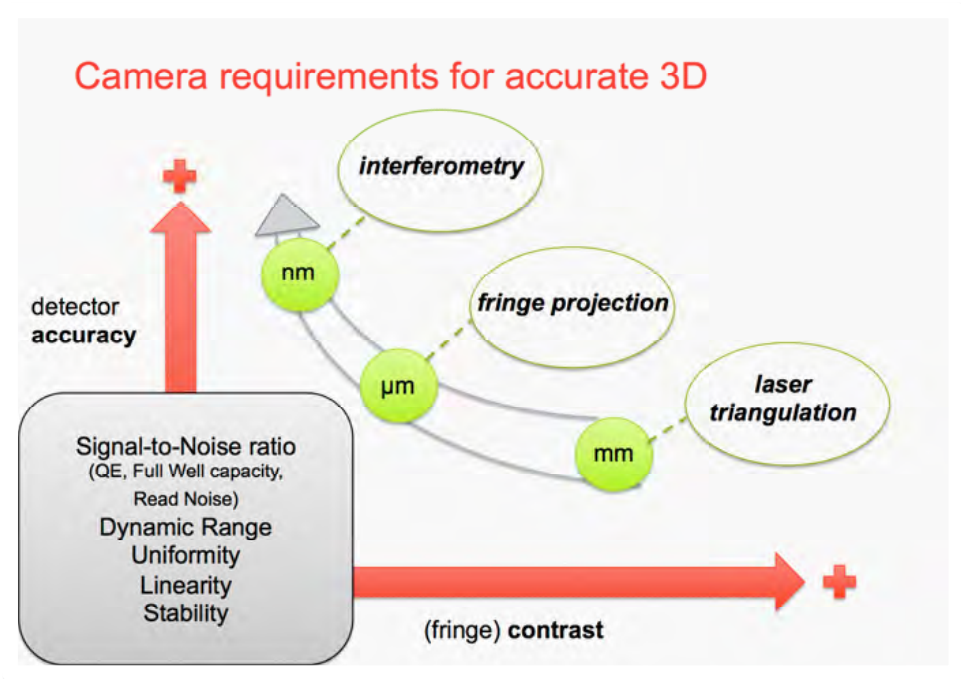 Camera requirements for accurate 3D
interferometry
nm
fringe projection
detector
accuracy
µm
laser
triangulation
mm
Signal-to-Noise ratio
(QE, Full Well capacity,
Read Noise)
Dynamic Range
Uniformity
Linearity
Stability
(fringe) contrast